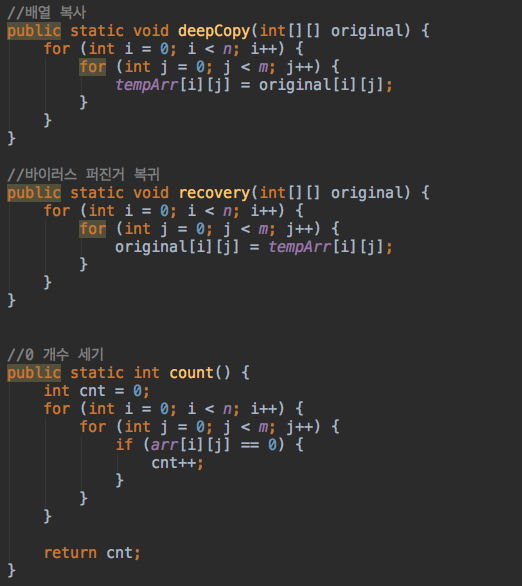 //배열 복사
public static void deepCopy(int[][] original) {
    for (int i = 0; i < n; i++) {
        for (int j = 0; j < m; j++) {
            tempArr[i][j] = original[i][j];
        }
    }
}

//바이러스 퍼진거 복귀
public static void recovery(int[][] original) {
    for (int i = 0; i < n; i++) {
        for (int j = 0; j < m; j++) {
            original[i][j] = tempArr[i][j];
        }
    }
}


//0 개수 세기
public static int count() {
    int cnt = 0;
    for (int i = 0; i < n; i++) {
        for (int j = 0; j < m; j++) {
            if (arr[i][j] == 0) {
                cnt++;
            }
        }
    }

    return cnt;
}